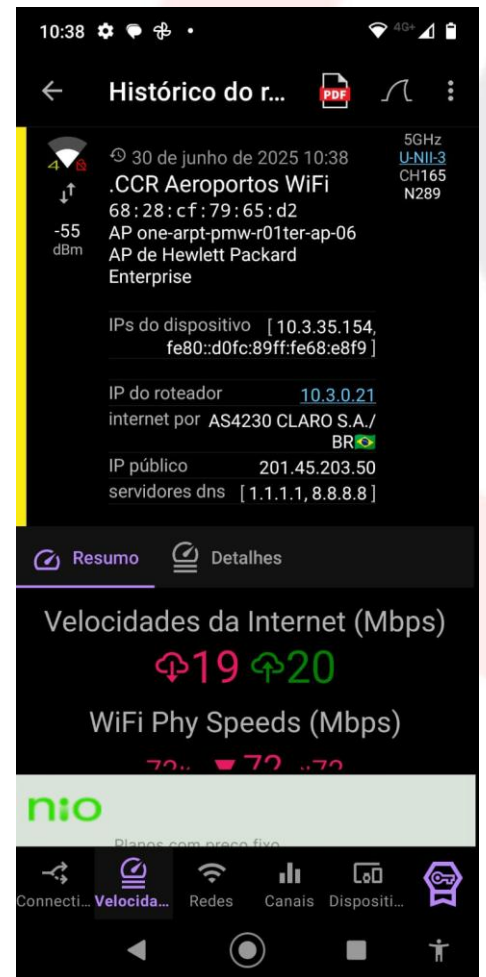 10:38
4G+
Histórico do r...
PDF
4
-55
dBm
30 de junho de 2025 10:38
.CCR Aeroportos WiFi
68:28:cf:79:65:d2
AP one-arpt-pmw-r01ter-ap-06
AP de Hewlett Packard
Enterprise
5GHz
U-NII-3
CH165
N289
IPs do dispositivo [ 10.3.35.154,
fe80::d0fc:89ff:fe68:e8f9 ]
IP do roteador 10.3.0.21
internet por AS4230 CLARO S.A./
BR
IP público 201.45.203.50
servidores dns [ 1.1.1.1, 8.8.8.8 ]
Resumo
Detalhes
Velocidades da Internet (Mbps)
19 20
WiFi Phy Speeds (Mbps)
72 72 72
nio
Planos com preço fixo
Connecti... Velocida... Redes Canais Dispositi...